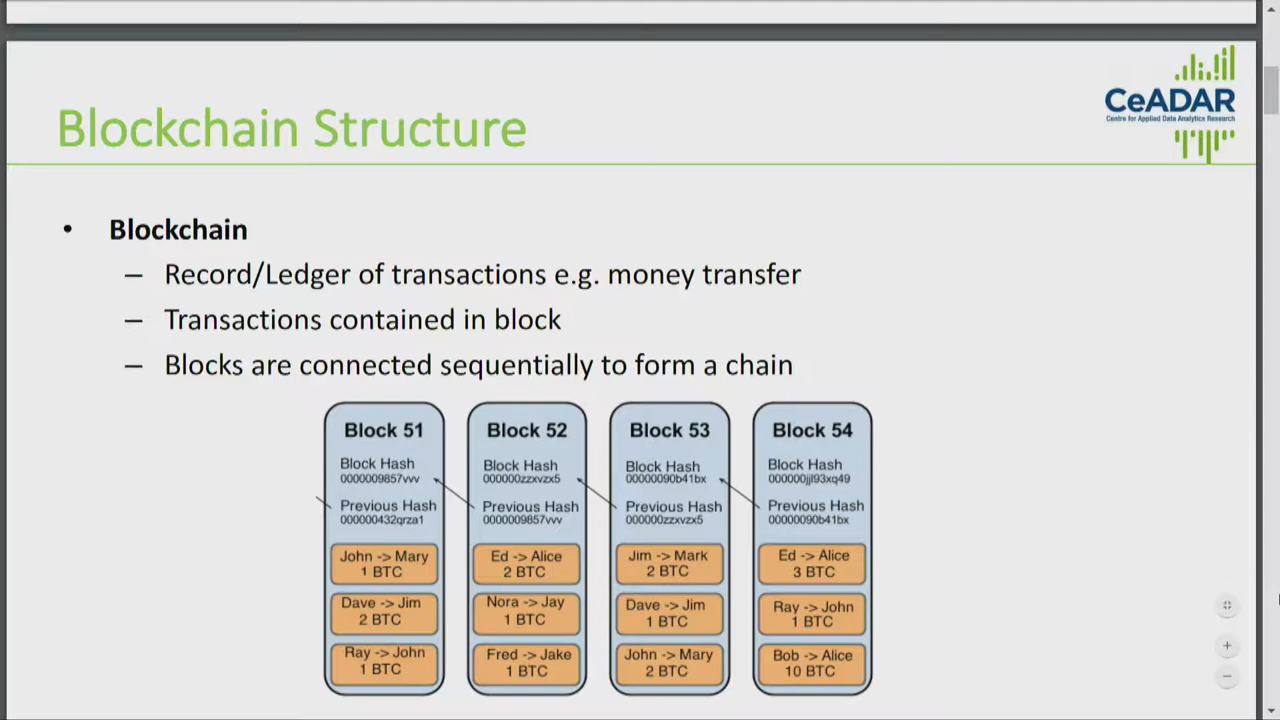 Blockchain Structure
CeADAR
Centre for Applied Data Analytics Research
• Blockchain
– Record/Ledger of transactions e.g. money transfer
– Transactions contained in block
– Blocks are connected sequentially to form a chain
Block 51
Block Hash
0000009857vvv
Previous Hash
000000432qrza1
John -> Mary
1 BTC
Dave -> Jim
2 BTC
Ray -> John
1 BTC
Block 52
Block Hash
000000zzxvzx5
Previous Hash
0000009857vvv
Ed -> Alice
2 BTC
Nora -> Jay
1 BTC
Fred -> Jake
1 BTC
Block 53
Block Hash
00000090b41bx
Previous Hash
000000zzxvzx5
Jim -> Mark
2 BTC
Dave -> Jim
1 BTC
John -> Mary
2 BTC
Block 54
Block Hash
000000jjl93xq49
Previous Hash
00000090b41bx
Ed -> Alice
3 BTC
Ray -> John
1 BTC
Bob -> Alice
10 BTC